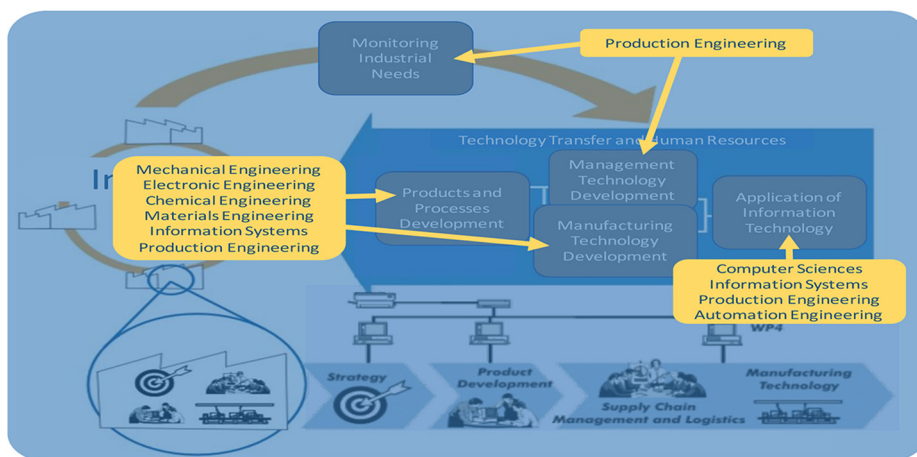 Monitoring
Industrial
Needs
Production Engineering
Technology Transfer and Human Resources
Mechanical Engineering
Electronic Engineering
Chemical Engineering
Materials Engineering
Information Systems
Production Engineering
Products and
Processes
Development
Management
Technology
Development
Manufacturing
Technology
Development
Application of
Information
Technology
Computer Sciences
Information Systems
Production Engineering
Automation Engineering
WP4
Strategy
Product
Development
Supply Chain
Management and Logistics
Manufacturing
Technology